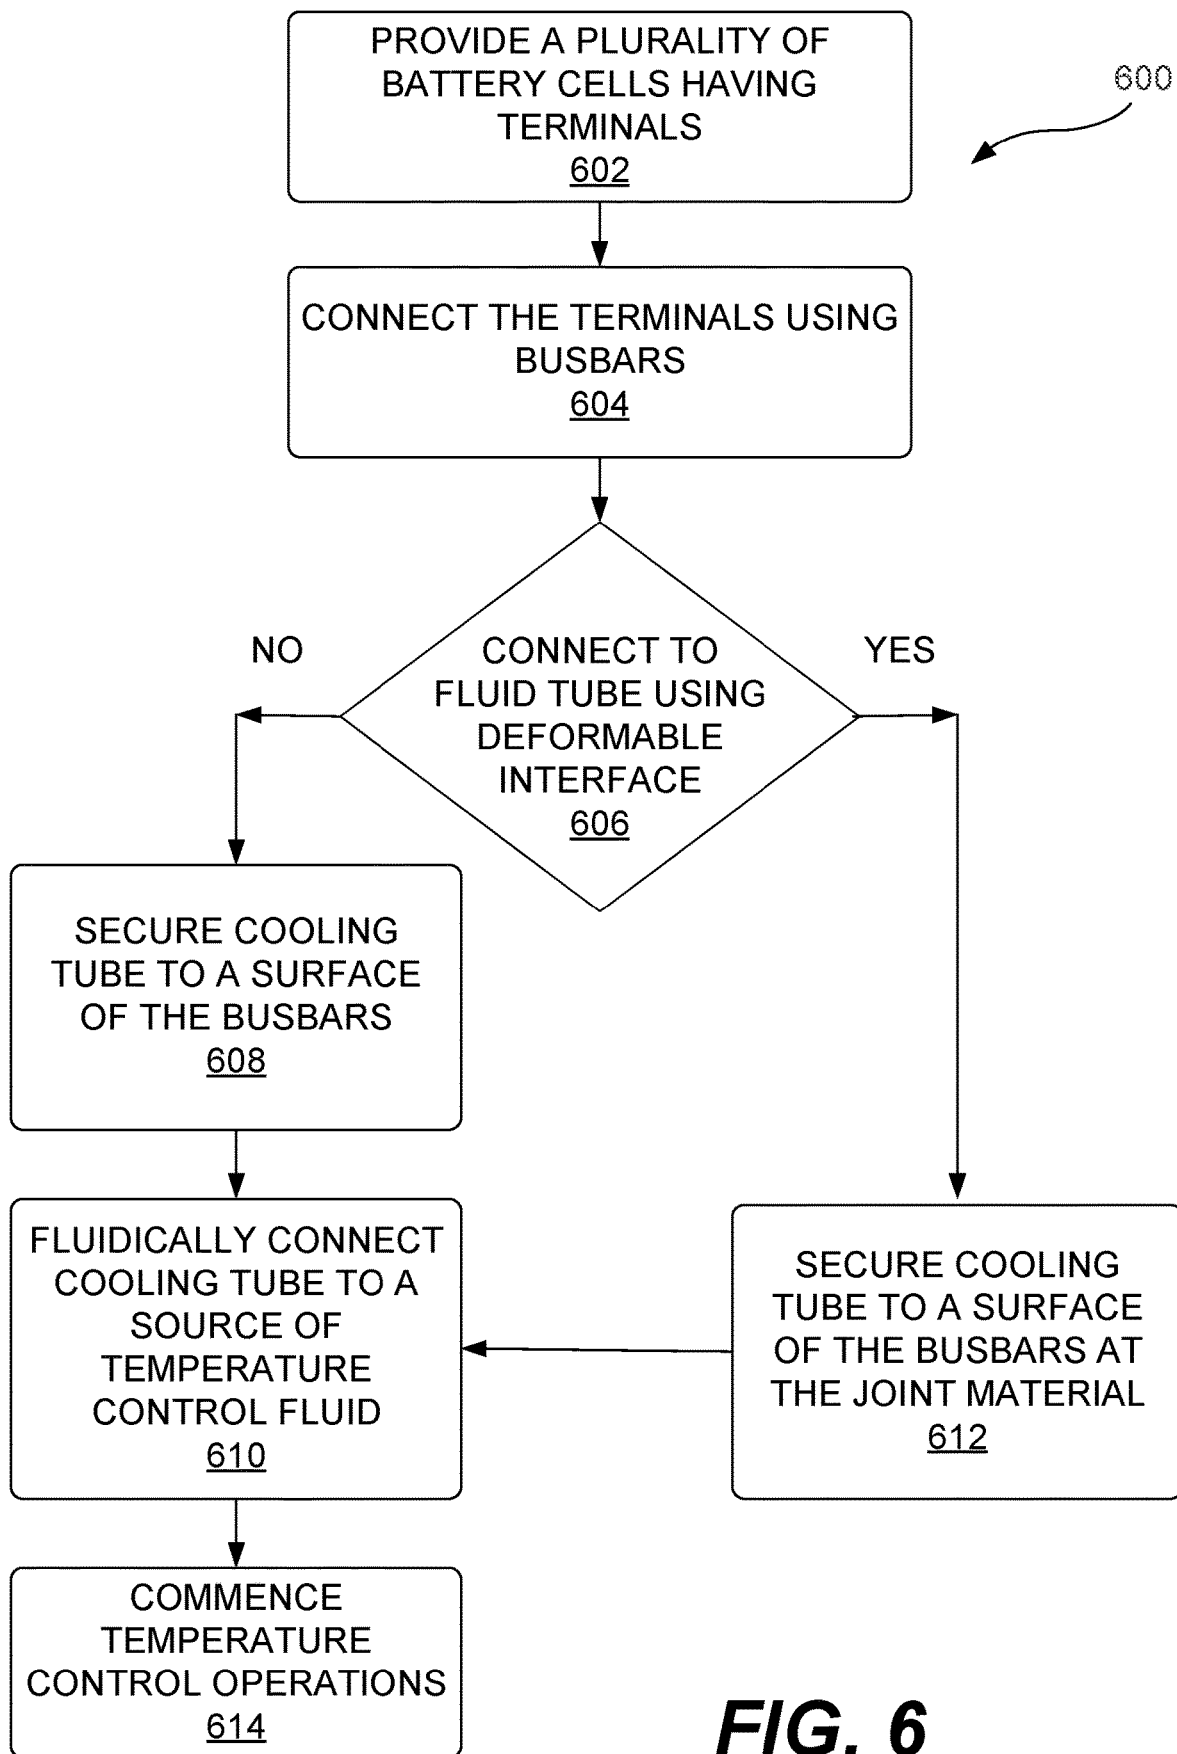 PROVIDE A PLURALITY OF
BATTERY CELLS HAVING
TERMINALS
602
600
CONNECT THE TERMINALS USING
BUSBARS
604
NO
YES
CONNECT TO
FLUID TUBE USING
DEFORMABLE
INTERFACE
606
SECURE COOLING
TUBE TO A SURFACE
OF THE BUSBARS
608
FLUIDICALLY CONNECT
COOLING TUBE TO A
SOURCE OF
TEMPERATURE
CONTROL FLUID
610
SECURE COOLING
TUBE TO A SURFACE
OF THE BUSBARS AT
THE JOINT MATERIAL
612
COMMENCE
TEMPERATURE
CONTROL OPERATIONS
614
FIG. 6